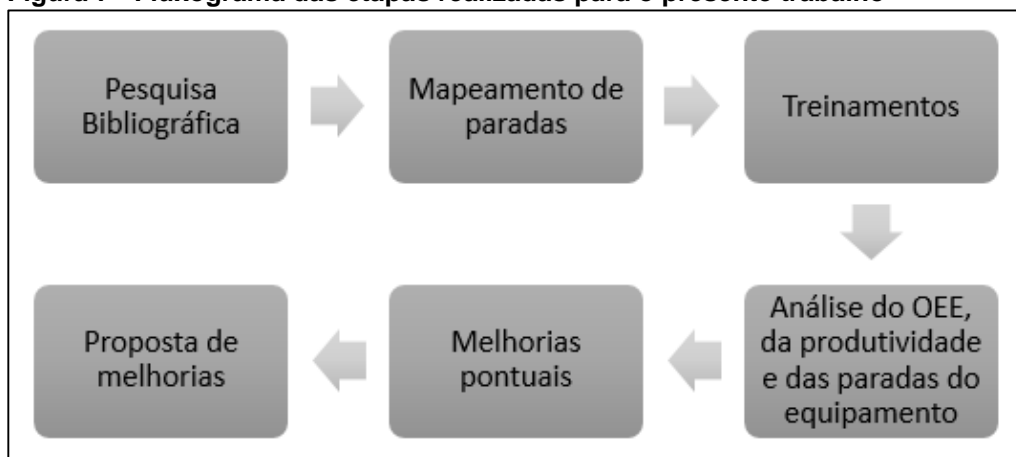 Pesquisa
Bibliográfica
Mapeamento de
paradas
Treinamentos
Análise do OEE,
da produtividade
e das paradas do
equipamento
Melhorias
pontuais
Proposta de
melhorias